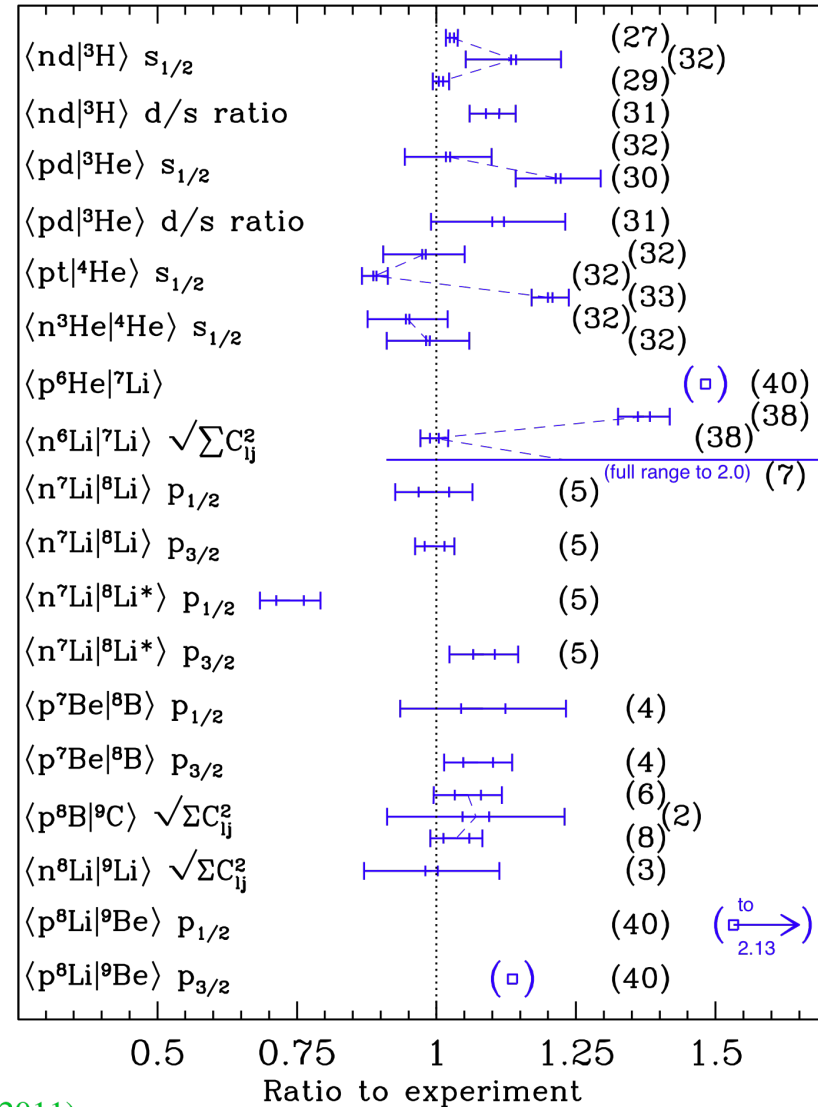 (27)
⟨nd|³H⟩ s₁/₂ (32)
(29)
⟨nd|³H⟩ d/s ratio (31)
(32)
⟨pd|³He⟩ s₁/₂
(30)
⟨pd|³He⟩ d/s ratio (31)
(32)
⟨pt|⁴He⟩ s₁/₂ (32)
(33)
(32)
⟨n³He|⁴He⟩ s₁/₂
(32)
⟨p⁶He|⁷Li⟩ ( ) (40)
(38)
⟨n⁶Li|⁷Li⟩ √∑C²lj (38)
(full range to 2.0) (7)
⟨n⁷Li|⁸Li⟩ p₁/₂ (5)
⟨n⁷Li|⁸Li⟩ p₃/₂ (5)
⟨n⁷Li|⁸Li*⟩ p₁/₂ (5)
⟨n⁷Li|⁸Li*⟩ p₃/₂ (5)
⟨p⁷Be|⁸B⟩ p₁/₂ (4)
⟨p⁷Be|⁸B⟩ p₃/₂ (4)
(6)
⟨p⁸B|⁹C⟩ √ΣC²lj (2)
(8)
⟨n⁸Li|⁹Li⟩ √ΣC²lj (3)
to
⟨p⁸Li|⁹Be⟩ p₁/₂ (40) ( )
2.13
⟨p⁸Li|⁹Be⟩ p₃/₂ ( ) (40)
0.5 0.75 1 1.25 1.5
Ratio to experiment